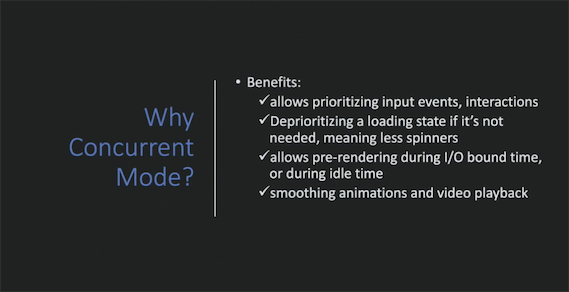 Why
Concurrent
Mode?
• Benefits:
✓allows prioritizing input events, interactions
✓Deprioritizing a loading state if it's not
needed, meaning less spinners
✓allows pre-rendering during I/O bound time,
or during idle time
✓smoothing animations and video playback